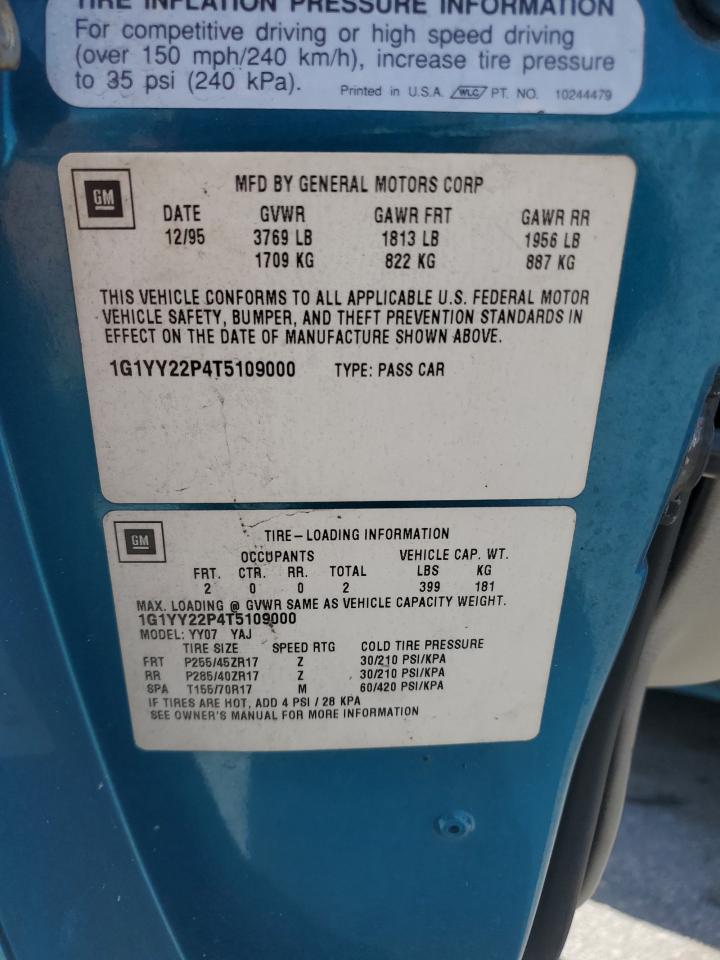 TIRE INFLATION PRESSURE INFORMATION
For competitive driving or high speed driving
(over 150 mph/240 km/h), increase tire pressure
to 35 psi (240 kPa).
Printed in U.S.A. WLC PT. NO. 10244479
GM
MFD BY GENERAL MOTORS CORP
DATE GVWR GAWR FRT GAWR RR
12/95 3769 LB 1813 LB 1956 LB
1709 KG 822 KG 887 KG
THIS VEHICLE CONFORMS TO ALL APPLICABLE U.S. FEDERAL MOTOR
VEHICLE SAFETY, BUMPER, AND THEFT PREVENTION STANDARDS IN
EFFECT ON THE DATE OF MANUFACTURE SHOWN ABOVE.
1G1YY22P4T5109000 TYPE: PASS CAR
GM
TIRE-LOADING INFORMATION
OCCUPANTS VEHICLE CAP. WT.
FRT. CTR. RR. TOTAL LBS KG
2 0 0 2 399 181
MAX. LOADING @ GVWR SAME AS VEHICLE CAPACITY WEIGHT.
1G1YY22P4T5109000
MODEL: YY07 YAJ
TIRE SIZE SPEED RTG COLD TIRE PRESSURE
FRT P255/45ZR17 Z 30/210 PSI/KPA
RR P285/40ZR17 Z 30/210 PSI/KPA
SPA T155/70R17 M 60/420 PSI/KPA
IF TIRES ARE HOT, ADD 4 PSI / 28 KPA
SEE OWNER'S MANUAL FOR MORE INFORMATION